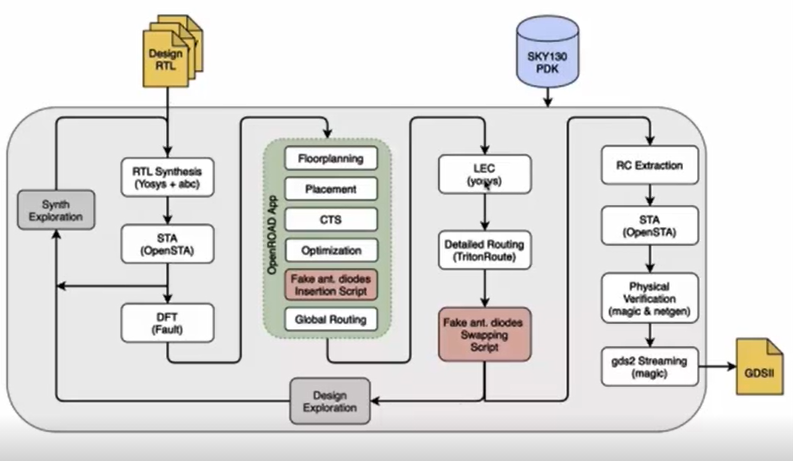 Design
RTL
SKY130
PDK
RTL Synthesis
(Yosys + abc)
Synth
Exploration
STA
(OpenSTA)
DFT
(Fault)
OpenROAD App
Floorplanning
Placement
CTS
Optimization
Fake ant. diodes
Insertion Script
Global Routing
LEC
(yosys)
Detailed Routing
(TritonRoute)
Fake ant. diodes
Swapping
Script
Design
Exploration
RC Extraction
STA
(OpenSTA)
Physical
Verification
(magic & netgen)
gds2 Streaming
(magic)
GDSII